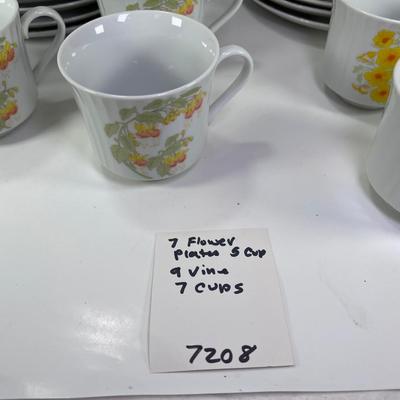 7 Flower
Plates 5 Cup
9 Vine
7 Cups
7208